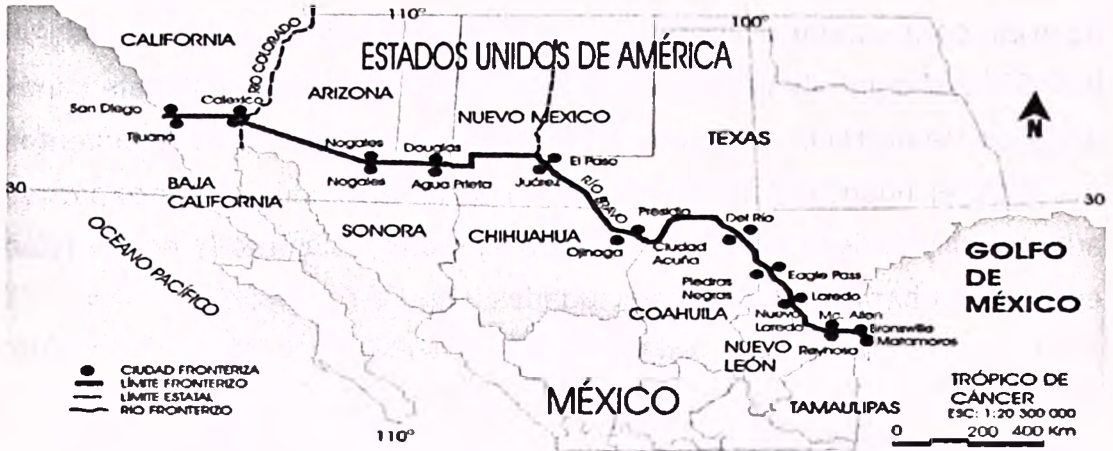 110° 100°
CALIFORNIA
RIO COLORADO
ESTADOS UNIDOS DE AMÉRICA
ARIZONA
San Diego
Calexico
NUEVO MEXICO
TEXAS
N
Tijuana
Nogales
Douglas
El Paso
Nogales
Agua Prieta
Juárez
30 30
BAJA
CALIFORNIA
RÍO BRAVO
Presidio
Del Río
SONORA
CHIHUAHUA
Ojinaga
Ciudad
Acuña
GOLFO
DE
MÉXICO
OCEANO PACÍFICO
Piedras
Negras
Eagle Pass
COAHUILA
Laredo
Nuevo
Laredo
Mc. Allen
Bronsville
Matamoros
Reynosa
NUEVO
LEÓN
CIUDAD FRONTERIZA
LÍMITE FRONTERIZO
LÍMITE ESTATAL
RIO FRONTERIZO
MÉXICO
TAMAULIPAS
TRÓPICO DE
CÁNCER
ESC: 1:20 300 000
0 200 400 Km
110°